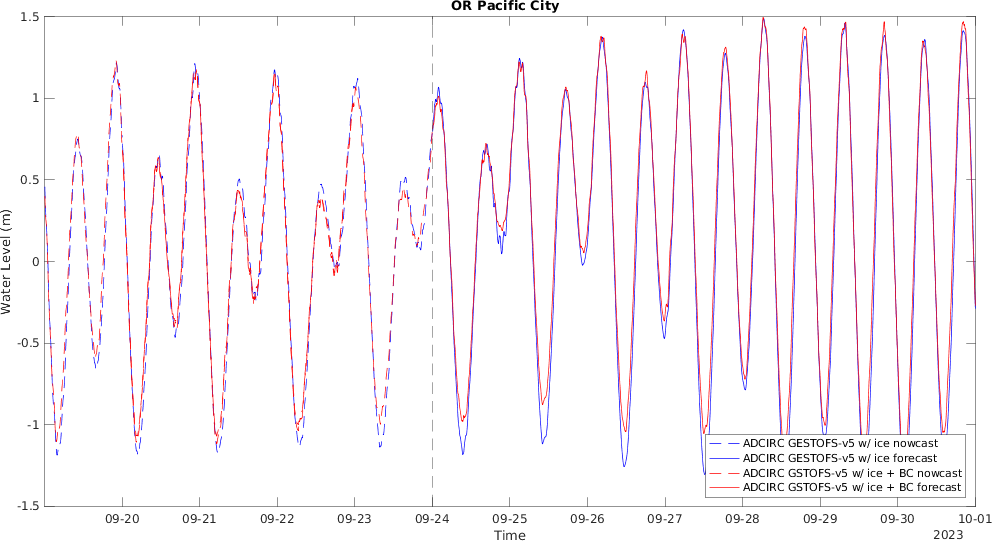 OR Pacific City
1.5
1
0.5
0
-0.5
-1
-1.5
Water Level (m)
ADCIRC GESTOFS-v5 w/ ice nowcast
ADCIRC GESTOFS-v5 w/ ice forecast
ADCIRC GSTOFS-v5 w/ ice + BC nowcast
ADCIRC GSTOFS-v5 w/ ice + BC forecast
09-20 09-21 09-22 09-23 09-24 09-25 09-26 09-27 09-28 09-29 09-30 10-01
Time
2023